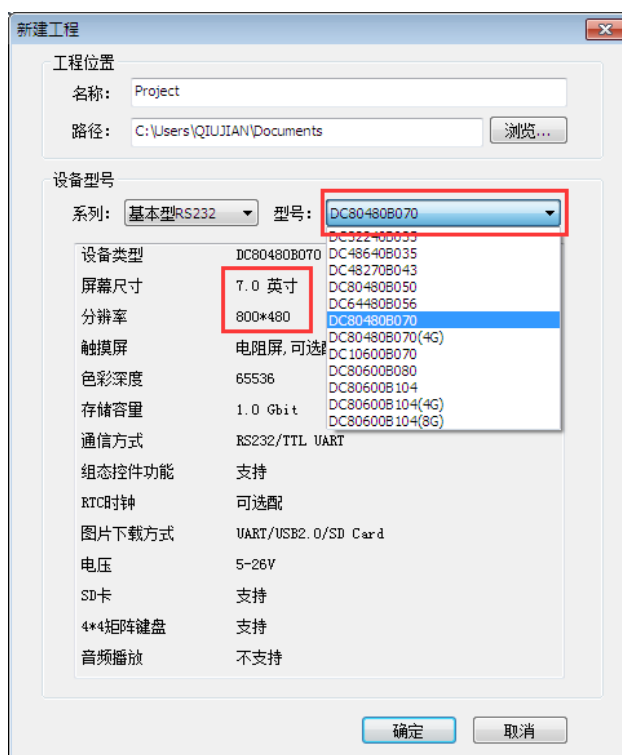 新建工程
工程位置
名称: Project
路径: C:\Users\QIUJIAN\Documents 浏览...
设备型号
系列: 基本型RS232 型号: DC80480B070
设备类型 DC80480B070
DC48640B035
屏幕尺寸 7.0 英寸
DC48270B043
DC80480B050
分辨率 800*480
DC64480B056
DC80480B070
触摸屏 电阻屏,可选
DC80480B070(4G)
DC10600B070
色彩深度 65536
DC80600B080
DC80600B104
存储容量 1.0 Gbit
DC80600B104(4G)
DC80600B104(8G)
通信方式 RS232/TTL UART
组态控件功能 支持
RTC时钟 可选配
图片下载方式 UART/USB2.0/SD Card
电压 5-26V
SD卡 支持
4*4矩阵键盘 支持
音频播放 不支持
确定 取消